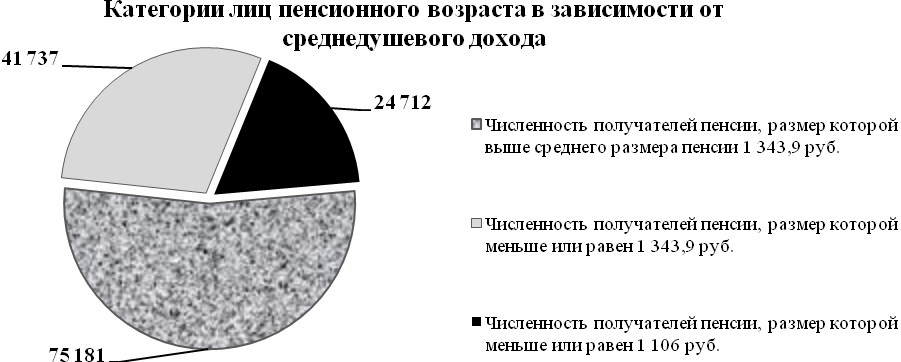 Категории лиц пенсионного возраста в зависимости от
среднедушевого дохода
41 737
24 712
75 181
Численность получателей пенсии, размер которой
выше среднего размера пенсии 1 343,9 руб.
Численность получателей пенсии, размер которой
меньше или равен 1 343,9 руб.
Численность получателей пенсии, размер которой
меньше или равен 1 106 руб.